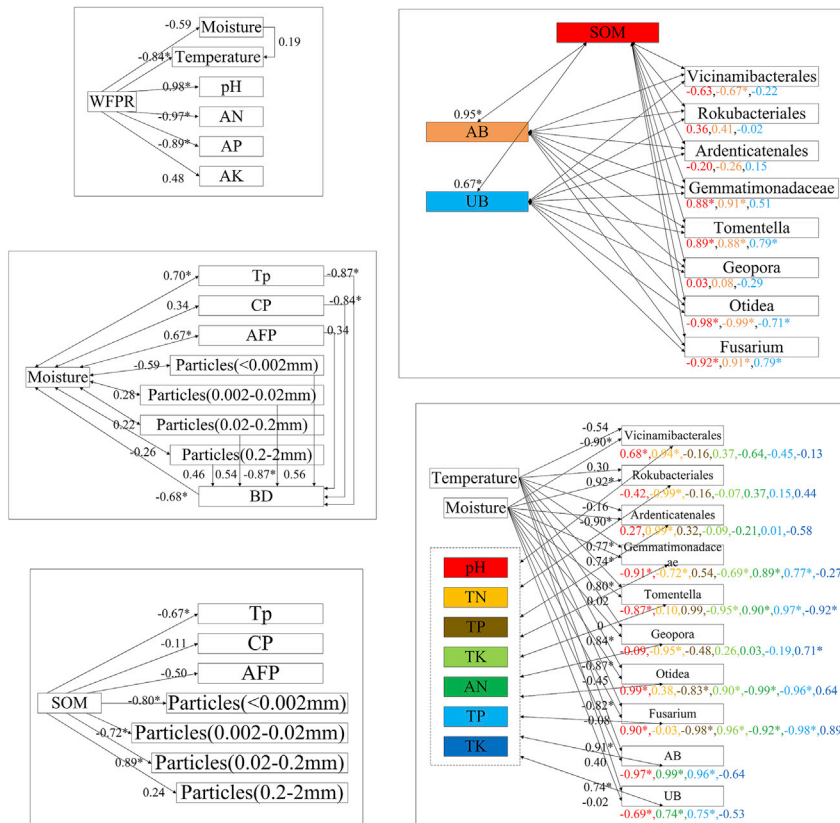 -0.59
Moisture
0.19
-0.84*
Temperature
WFPR
0.98*
pH
-0.97*
AN
-0.89*
AP
0.48
AK
SOM
0.95*
AB
0.67*
UB
Vicinamibacterales
-0.63,-0.67*,-0.22
Rokubacteriales
0.36,0.41,-0.02
Ardenticatenales
-0.20,-0.26,0.15
Gemmatimonadaceae
0.88*,0.91*,0.51
Tomentella
0.89*,0.88*,0.79*
Geopora
0.03,0.08,-0.29
Otidea
-0.98*,-0.99*,-0.71*
Fusarium
-0.92*,0.91*,0.79*
0.70*
Tp
-0.87*
0.34
CP
-0.84*
0.67*
AFP
0.34
-0.59
Particles(<0.002mm)
Moisture
0.28
Particles(0.002-0.02mm)
0.22
Particles(0.02-0.2mm)
-0.26
Particles(0.2-2mm)
0.46 0.54 -0.87* 0.56
-0.68*
BD
-0.67*
Tp
-0.11
CP
-0.50
AFP
SOM
-0.80*
Particles(<0.002mm)
-0.72*
Particles(0.002-0.02mm)
0.89*
Particles(0.02-0.2mm)
0.24
Particles(0.2-2mm)
Temperature
Moisture
pH
TN
TP
TK
AN
TP
TK
-0.54
-0.90*
Vicinamibacterales
0.68*,0.94*,-0.16,0.37,-0.64,-0.45,-0.13
0.30
0.92*
Rokubacteriales
-0.42,-0.99*,-0.16,-0.07,0.37,0.15,0.44
-0.16
-0.90*
Ardenticatenales
0.27,0.99*,0.32,-0.09,-0.21,0.01,-0.58
0.77*
0.74*
Gemmatimonadac
eae
-0.91*,-0.72*,0.54,-0.69*,0.89*,0.77*,-0.27
0.80*
0.02
Tomentella
-0.87*,0.10,0.99,-0.95*,0.90*,0.97*,-0.92*
0
0.84*
Geopora
-0.09,-0.95*,-0.48,0.26,0.03,-0.19,0.71*
-0.87*
-0.45
Otidea
0.99*,0.38,-0.83*,0.90*,-0.99*,-0.96*,0.64
-0.82*
-0.08
Fusarium
0.90*,-0.03,-0.98*,0.96*,-0.92*,-0.98*,0.89
0.91*
0.40
AB
-0.97*,0.99*,0.96*,-0.64
0.74*
-0.02
UB
-0.69*,0.74*,0.75*,-0.53